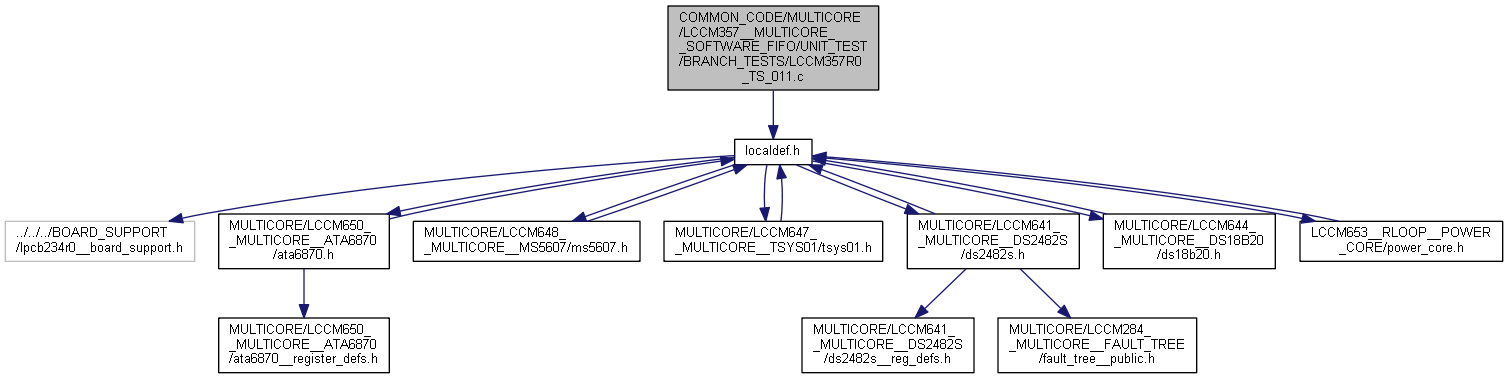 COMMON_CODE/MULTICORE
/LCCM357__MULTICORE_
_SOFTWARE_FIFO/UNIT_TEST
/BRANCH_TESTS/LCCM357R0
_TS_011.c
localdef.h
../../../BOARD_SUPPORT
/lpcb234r0__board_support.h
MULTICORE/LCCM650_
_MULTICORE__ATA6870
/ata6870.h
MULTICORE/LCCM648_
_MULTICORE__MS5607/ms5607.h
MULTICORE/LCCM647_
_MULTICORE__TSYS01/tsys01.h
MULTICORE/LCCM641_
_MULTICORE__DS2482S
/ds2482s.h
MULTICORE/LCCM644_
_MULTICORE__DS18B20
/ds18b20.h
LCCM653__RLOOP__POWER
_CORE/power_core.h
MULTICORE/LCCM650_
_MULTICORE__ATA6870
/ata6870__register_defs.h
MULTICORE/LCCM641_
_MULTICORE__DS2482S
/ds2482s__reg_defs.h
MULTICORE/LCCM284_
_MULTICORE__FAULT_TREE
/fault_tree__public.h